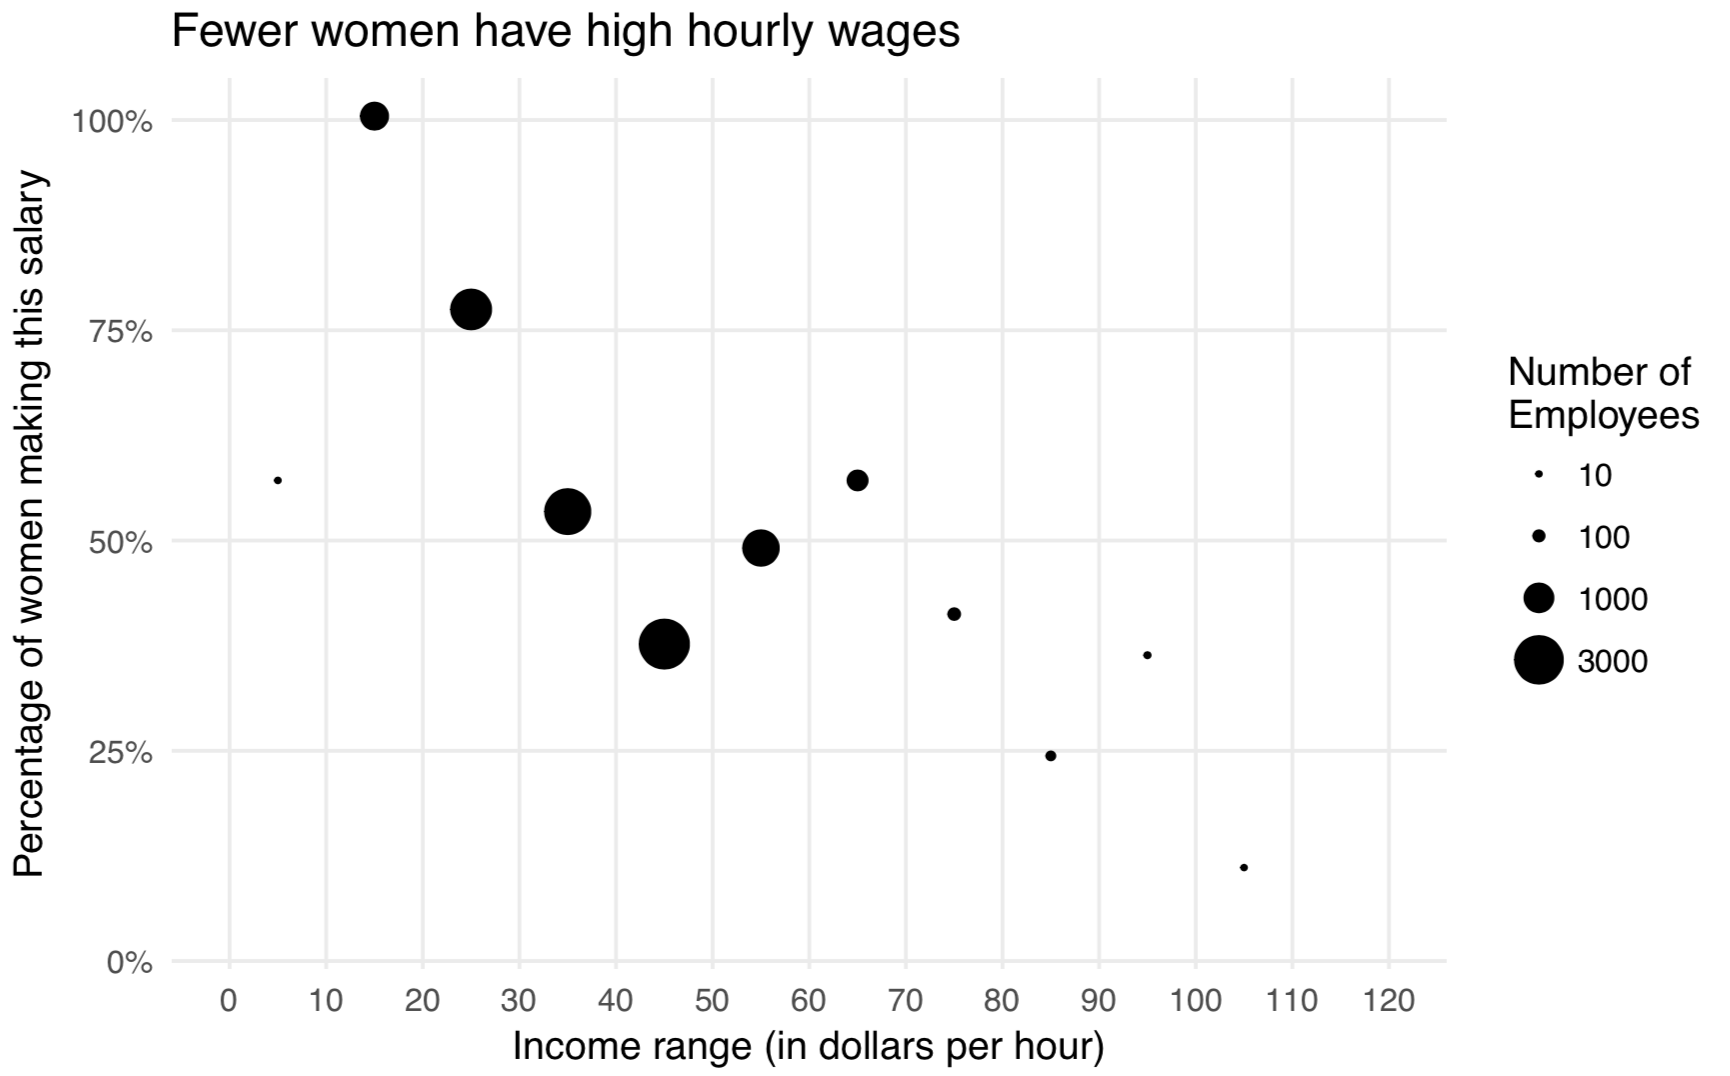 Fewer women have high hourly wages
Percentage of women making this salary
100%
75%
50%
25%
0%
0 10 20 30 40 50 60 70 80 90 100 110 120
Income range (in dollars per hour)
Number of
Employees
10
100
1000
3000